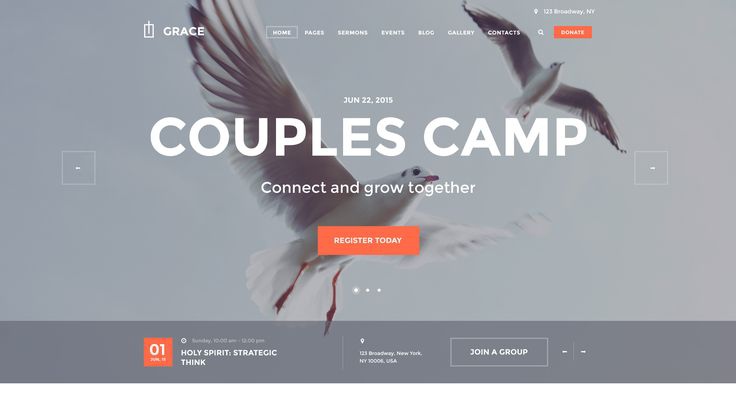 123 Broadway, NY
GRACE
HOME PAGES SERMONS EVENTS BLOG GALLERY CONTACTS DONATE
JUN 22, 2015
COUPLES CAMP
Connect and grow together
REGISTER TODAY
01
JUN, 15
Sunday, 10:00 am - 12:00 pm
HOLY SPIRIT: STRATEGIC
THINK
123 Broadway, New York,
NY 10006, USA
JOIN A GROUP